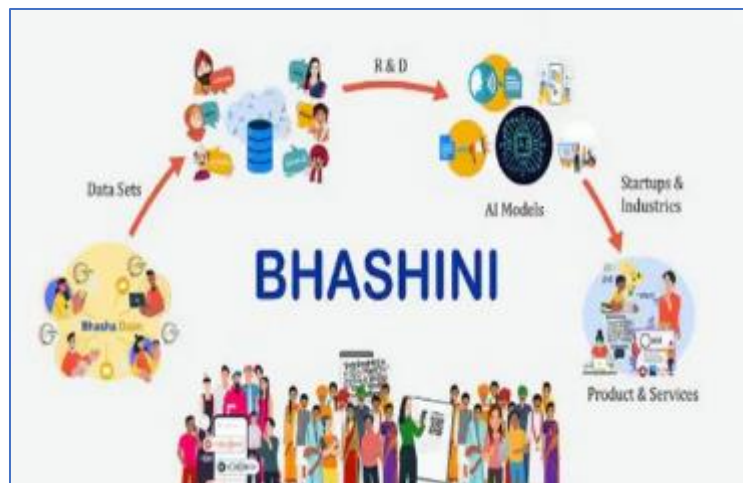 R & D
Data Sets
AI Models
Startups &
Industries
BHASHINI
Bhasha Daan
Product & Services